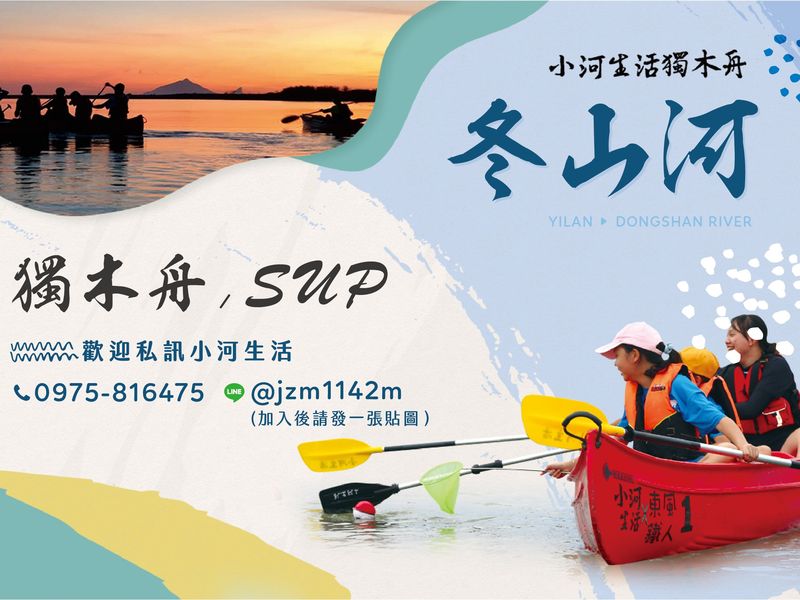 小河生活獨木舟
冬山河
YILAN ▶ DONGSHAN RIVER
獨木舟 / SUP
歡迎私訊小河生活
0975-816475
LINE @jzm1142m
(加入後請發一張貼圖)
小河 東風
生活 鐵人 1